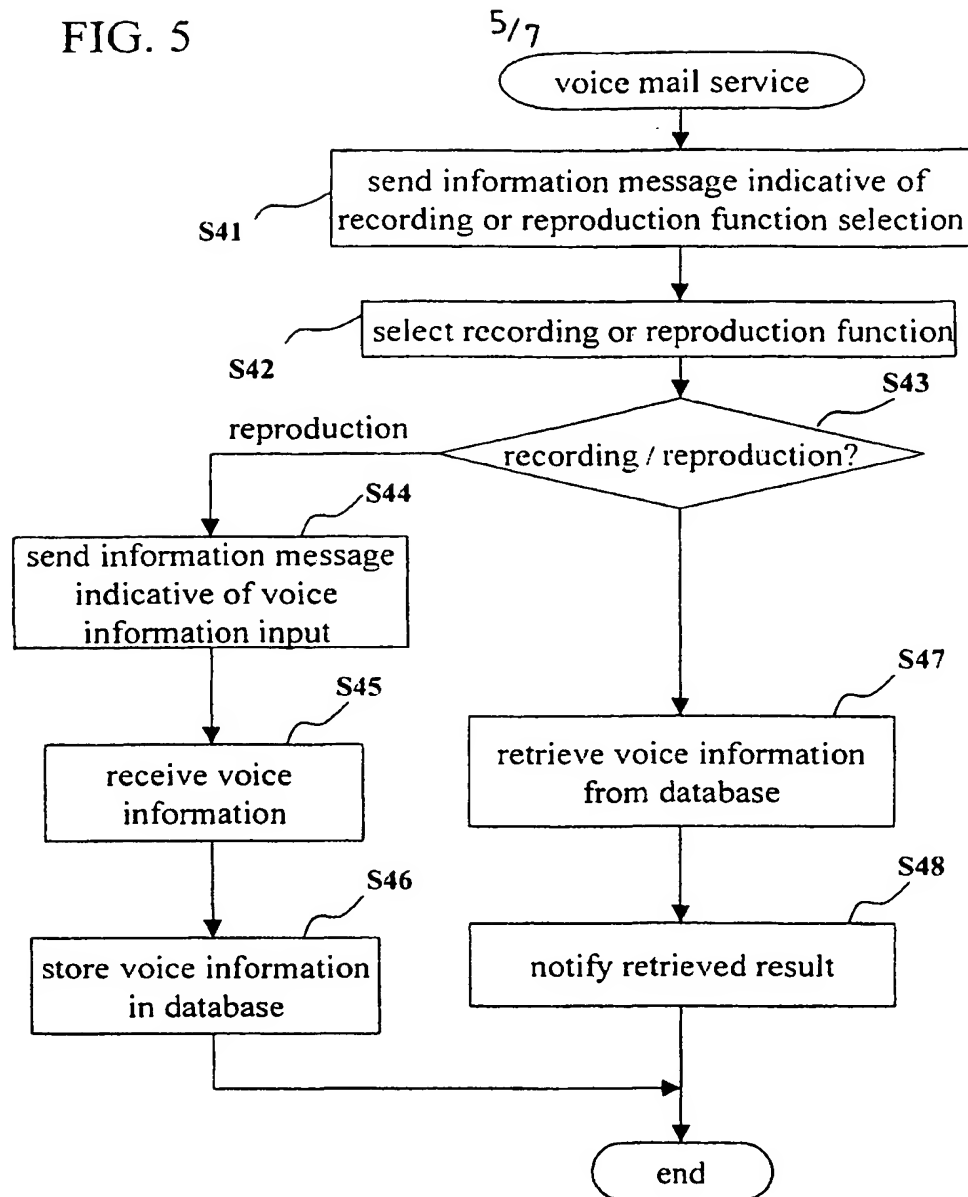 FIG. 5
5/7
voice mail service
send information message indicative of
recording or reproduction function selection
S41
select recording or reproduction function
S42
S43
reproduction
recording / reproduction?
S44
send information message
indicative of voice
information input
S47
S45
retrieve voice information
from database
receive voice
information
S48
S46
notify retrieved result
store voice information
in database
end